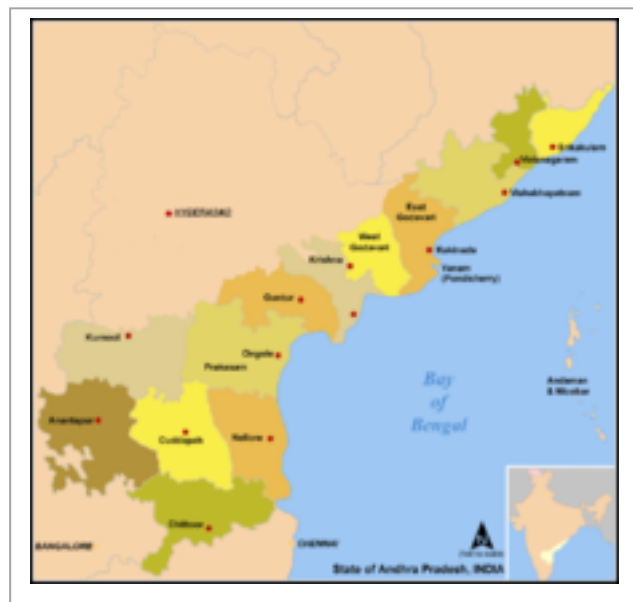 Srikakulam
Vizianagaram
Vishakhapatnam
HYDERABAD
East
Godavari
West
Godavari
Kakinada
Krishna
Yanam
(Pondicherry)
Guntur
Kurnool
Ongole
Prakasam
Andaman
& Nicobar
Bay
of
Bengal
Anantapur
Cuddapah
Nellore
Chittoor
BANGALORE
CHENNAI
State of Andhra Pradesh, INDIA